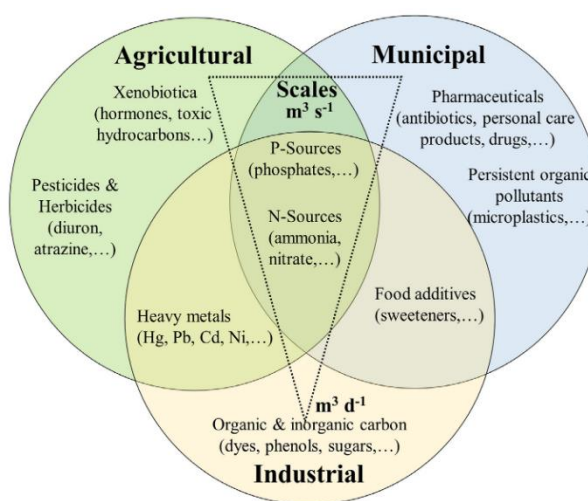 Agricultural
Municipal
Xenobiotica
(hormones, toxic
hydrocarbons…)
Scales
m³ s⁻¹
Pharmaceuticals
(antibiotics, personal care
products, drugs,…)
P-Sources
(phosphates,…)
Pesticides &
Herbicides
(diuron,
atrazine,…)
Persistent organic
pollutants
(microplastics,…)
N-Sources
(ammonia,
nitrate,…)
Heavy metals
(Hg, Pb, Cd, Ni,…)
Food additives
(sweeteners,…)
m³ d⁻¹
Organic & inorganic carbon
(dyes, phenols, sugars,…)
Industrial